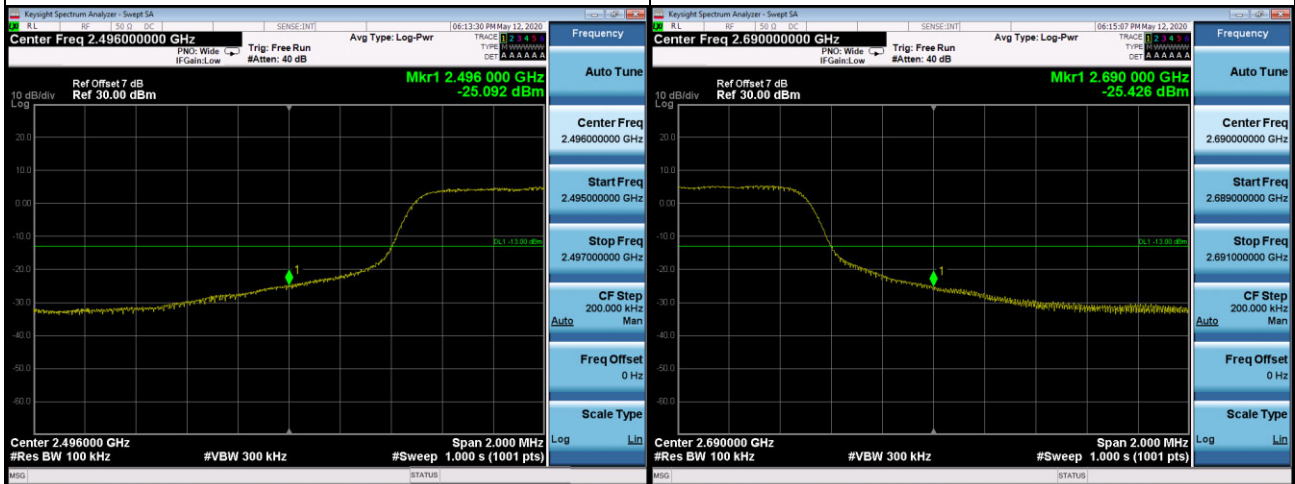 Keysight Spectrum Analyzer - Swept SA
RL RF 50 Ω DC SENSE:INT 06:13:30 PM May 12, 2020
Center Freq 2.496000000 GHz
PNO: Wide
IFGain:Low
Trig: Free Run
#Atten: 40 dB
Avg Type: Log-Pwr
TRACE 1 2 3 4 5 6
TYPE M WWWWW
DET A A A A A A
Ref Offset 7 dB
Ref 30.00 dBm
10 dB/div
Log
Mkr1 2.496 000 GHz
-25.092 dBm
20.0
10.0
0.00
-10.0
-20.0
-30.0
-40.0
-50.0
-60.0
DL1 -13.00 dBm
1
Center 2.496000 GHz
Span 2.000 MHz
#Res BW 100 kHz
#VBW 300 kHz
#Sweep 1.000 s (1001 pts)
MSG
STATUS
Frequency
Auto Tune
Center Freq
2.496000000 GHz
Start Freq
2.495000000 GHz
Stop Freq
2.497000000 GHz
CF Step
200.000 kHz
Auto Man
Freq Offset
0 Hz
Scale Type
Log Lin
Keysight Spectrum Analyzer - Swept SA
RL RF 50 Ω DC SENSE:INT 06:15:07 PM May 12, 2020
Center Freq 2.690000000 GHz
PNO: Wide
IFGain:Low
Trig: Free Run
#Atten: 40 dB
Avg Type: Log-Pwr
TRACE 1 2 3 4 5 6
TYPE M WWWWW
DET A A A A A A
Ref Offset 7 dB
Ref 30.00 dBm
10 dB/div
Log
Mkr1 2.690 000 GHz
-25.426 dBm
20.0
10.0
0.00
-10.0
-20.0
-30.0
-40.0
-50.0
-60.0
DL1 -13.00 dBm
1
Center 2.690000 GHz
Span 2.000 MHz
#Res BW 100 kHz
#VBW 300 kHz
#Sweep 1.000 s (1001 pts)
MSG
STATUS
Frequency
Auto Tune
Center Freq
2.690000000 GHz
Start Freq
2.689000000 GHz
Stop Freq
2.691000000 GHz
CF Step
200.000 kHz
Auto Man
Freq Offset
0 Hz
Scale Type
Log Lin